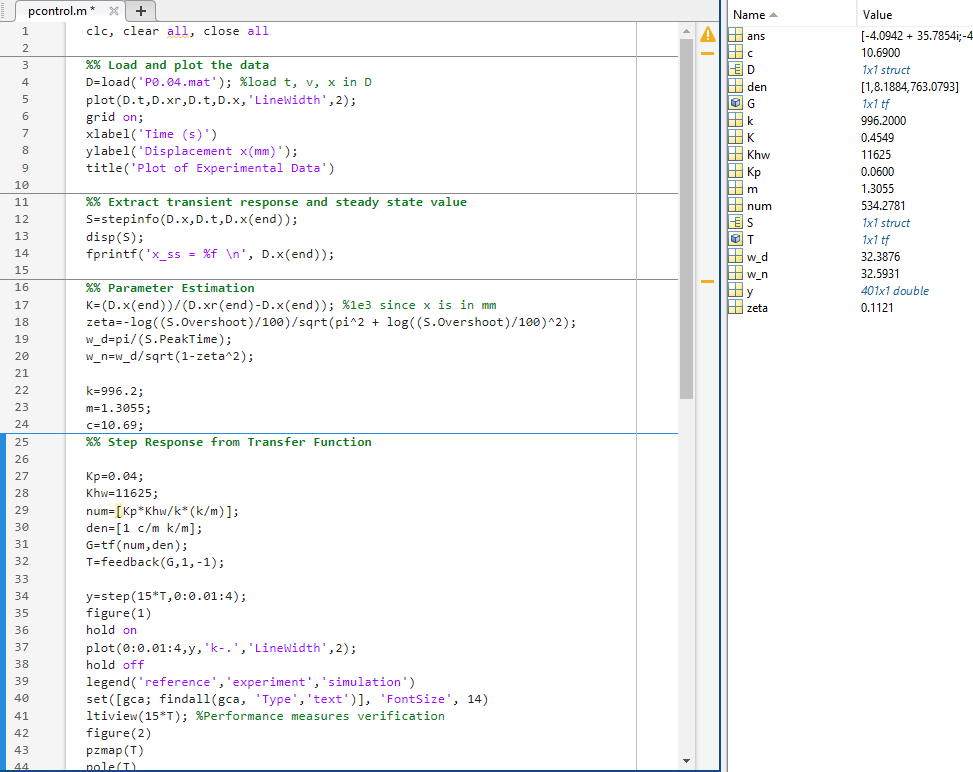 pcontrol.m *
1 clc, clear all, close all
2
3 %% Load and plot the data
4 D=load('P0.04.mat'); %load t, v, x in D
5 plot(D.t,D.xr,D.t,D.x,'LineWidth',2);
6 grid on;
7 xlabel('Time (s)')
8 ylabel('Displacement x(mm)');
9 title('Plot of Experimental Data')
10
11 %% Extract transient response and steady state value
12 S=stepinfo(D.x,D.t,D.x(end));
13 disp(S);
14 fprintf('x_ss = %f \n', D.x(end));
15
16 %% Parameter Estimation
17 K=(D.x(end))/(D.xr(end)-D.x(end)); %1e3 since x is in mm
18 zeta=-log((S.Overshoot)/100)/sqrt(pi^2 + log((S.Overshoot)/100)^2);
19 w_d=pi/(S.PeakTime);
20 w_n=w_d/sqrt(1-zeta^2);
21
22 k=996.2;
23 m=1.3055;
24 c=10.69;
25 %% Step Response from Transfer Function
26
27 Kp=0.04;
28 Khw=11625;
29 num=[Kp*Khw/k*(k/m)];
30 den=[1 c/m k/m];
31 G=tf(num,den);
32 T=feedback(G,1,-1);
33
34 y=step(15*T,0:0.01:4);
35 figure(1)
36 hold on
37 plot(0:0.01:4,y,'k-.','LineWidth',2);
38 hold off
39 legend('reference','experiment','simulation')
40 set([gca; findall(gca, 'Type','text')], 'FontSize', 14)
41 ltiview(15*T); %Performance measures verification
42 figure(2)
43 pzmap(T)
44 pole(T)
Name Value
ans [-4.0942 + 35.7854i;-4
c 10.6900
D 1x1 struct
den [1,8.1884,763.0793]
G 1x1 tf
k 996.2000
K 0.4549
Khw 11625
Kp 0.0600
m 1.3055
num 534.2781
S 1x1 struct
T 1x1 tf
w_d 32.3876
w_n 32.5931
y 401x1 double
zeta 0.1121